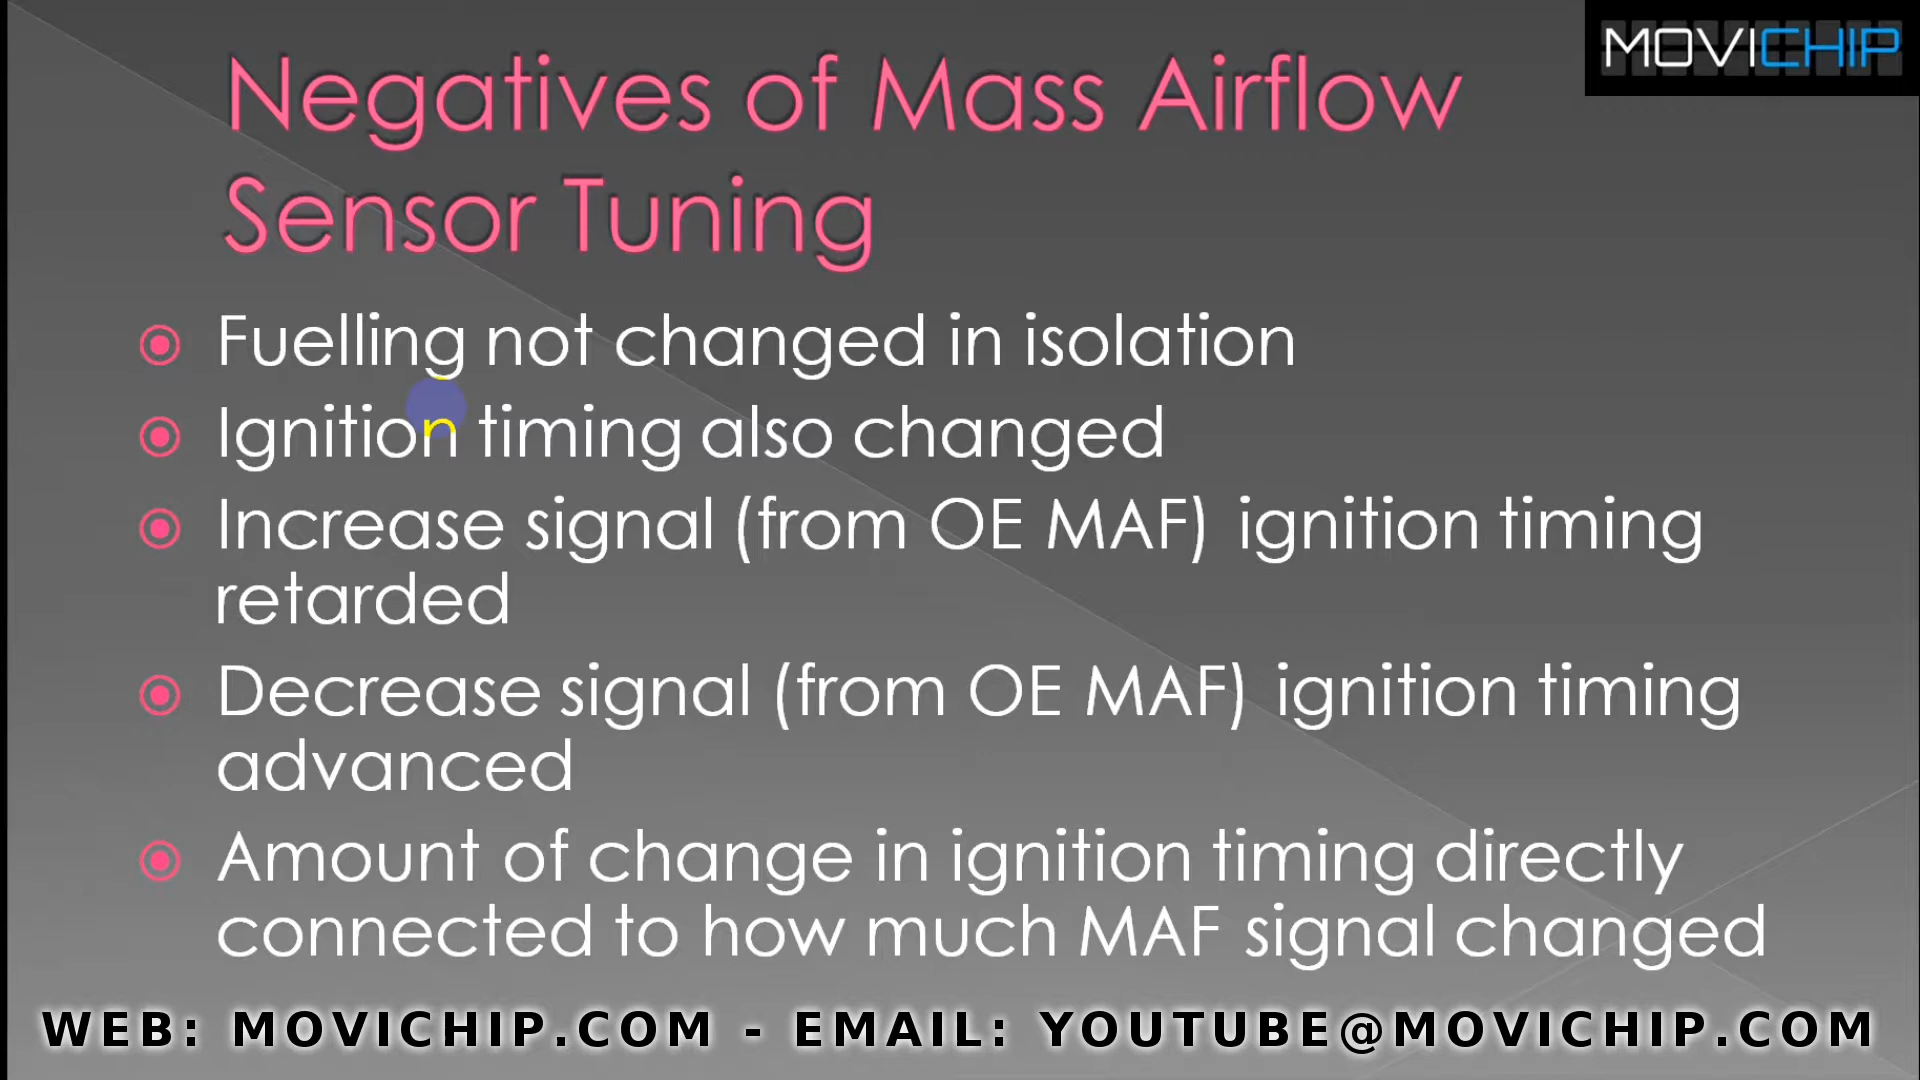 MOVICHIP
Negatives of Mass Airflow
Sensor Tuning
Fuelling not changed in isolation
Ignition timing also changed
Increase signal (from OE MAF) ignition timing
retarded
Decrease signal (from OE MAF) ignition timing
advanced
Amount of change in ignition timing directly
connected to how much MAF signal changed
WEB: MOVICHIP.COM - EMAIL: YOUTUBE@MOVICHIP.COM